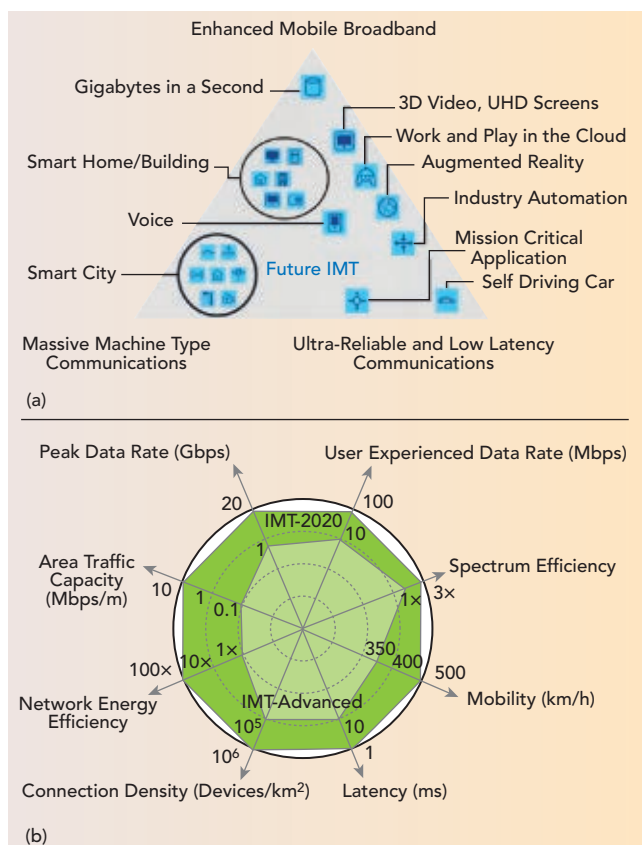 Enhanced Mobile Broadband
Gigabytes in a Second
3D Video, UHD Screens
Work and Play in the Cloud
Smart Home/Building
Augmented Reality
Industry Automation
Voice
Mission Critical
Application
Smart City
Future IMT
Self Driving Car
Massive Machine Type
Communications
Ultra-Reliable and Low Latency
Communications
(a)
Peak Data Rate (Gbps)
User Experienced Data Rate (Mbps)
20
100
IMT-2020
10
1
Area Traffic
Capacity
(Mbps/m)
Spectrum Efficiency
10
1
0.1
1×
3×
1×
350
400
500
100×
10×
Network Energy
Efficiency
Mobility (km/h)
IMT-Advanced
10⁵
10
10⁶
1
Connection Density (Devices/km²)
Latency (ms)
(b)